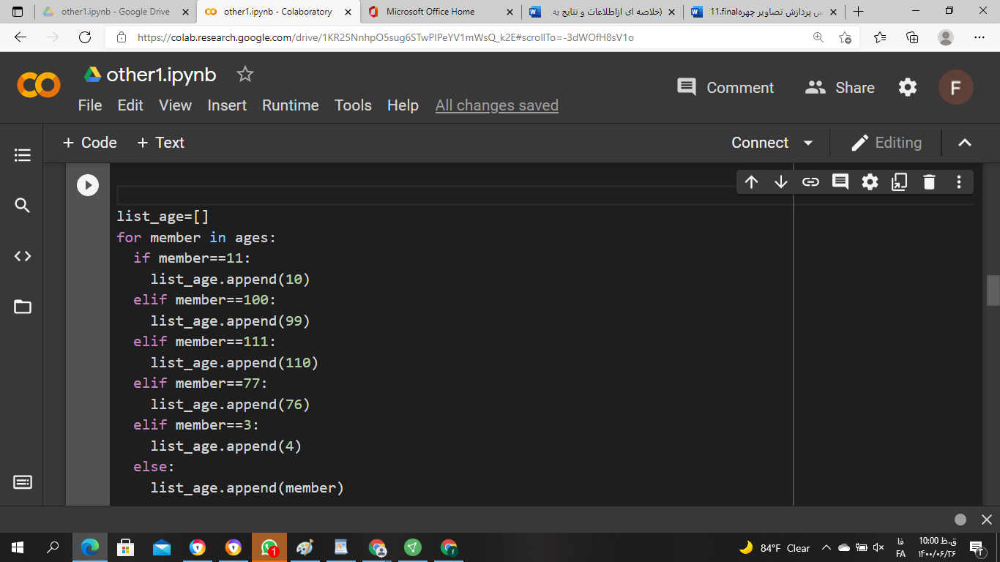 other1.ipynb - Google Drive
other1.ipynb - Colaboratory
Microsoft Office Home
خلاصه ای ازاطلاعات و نتایج به)
11.finalس پردازش تصاویر چهره
https://colab.research.google.com/drive/1KR25NnhpO5sug6STwPlPeYV1mWsQ_k2E#scrollTo=-3dWOfH8sV1o
other1.ipynb
File Edit View Insert Runtime Tools Help All changes saved
Comment Share F
+ Code + Text Connect Editing
list_age=[]
for member in ages:
  if member==11:
    list_age.append(10)
  elif member==100:
    list_age.append(99)
  elif member==111:
    list_age.append(110)
  elif member==77:
    list_age.append(76)
  elif member==3:
    list_age.append(4)
  else:
    list_age.append(member)
1
84°F Clear
فا
FA
10:00 ق.ظ
۱۴۰۰/۰۶/۲۶